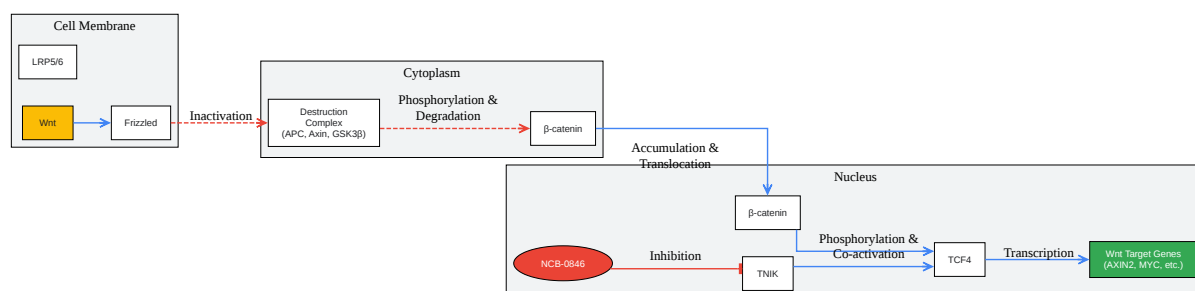 Cell Membrane
LRP5/6
Wnt
Frizzled
Inactivation
Cytoplasm
Destruction
Complex
(APC, Axin, GSK3β)
Phosphorylation &
Degradation
β-catenin
Accumulation &
Translocation
Nucleus
β-catenin
NCB-0846
Inhibition
TNIK
Phosphorylation &
Co-activation
TCF4
Transcription
Wnt Target Genes
(AXIN2, MYC, etc.)